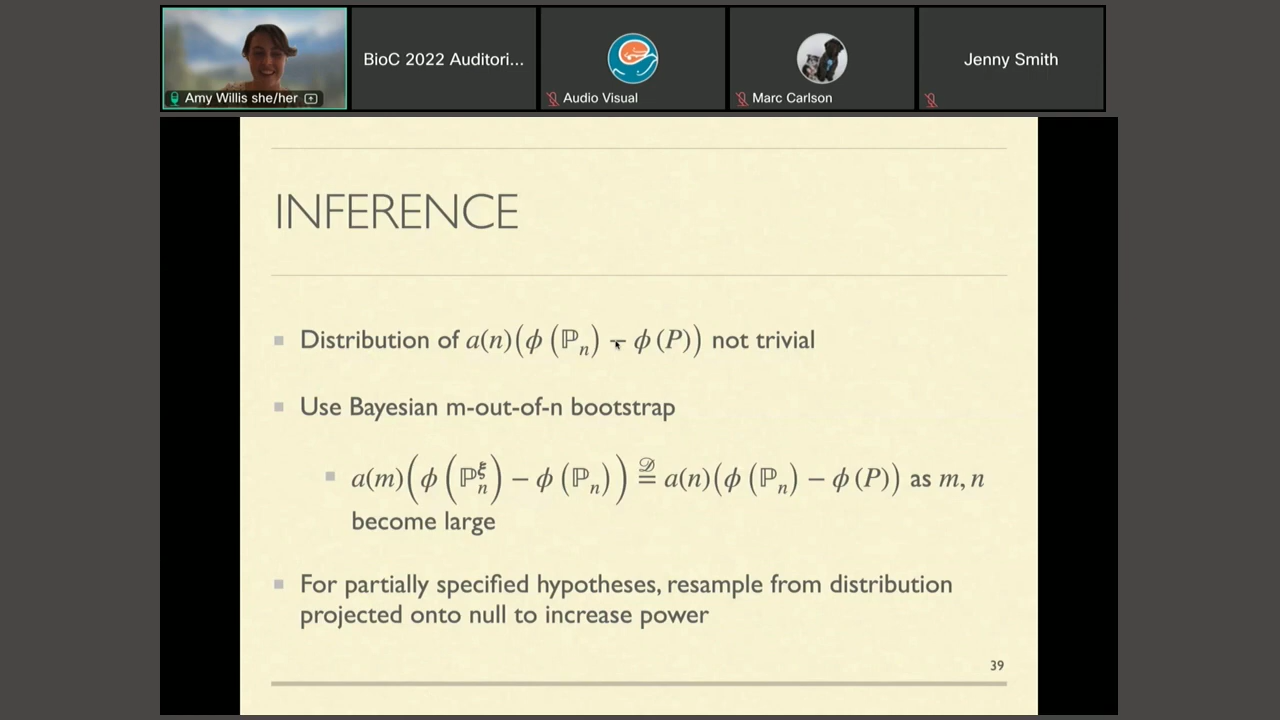 Amy Willis she/her
BioC 2022 Auditori...
Audio Visual
Marc Carlson
Jenny Smith
INFERENCE
Distribution of a(n)(ϕ(ℙₙ) − ϕ(P)) not trivial
Use Bayesian m-out-of-n bootstrap
a(m)(ϕ(ℙₙ^ξ) − ϕ(ℙₙ)) 𝒟= a(n)(ϕ(ℙₙ) − ϕ(P)) as m, n
become large
For partially specified hypotheses, resample from distribution
projected onto null to increase power
39